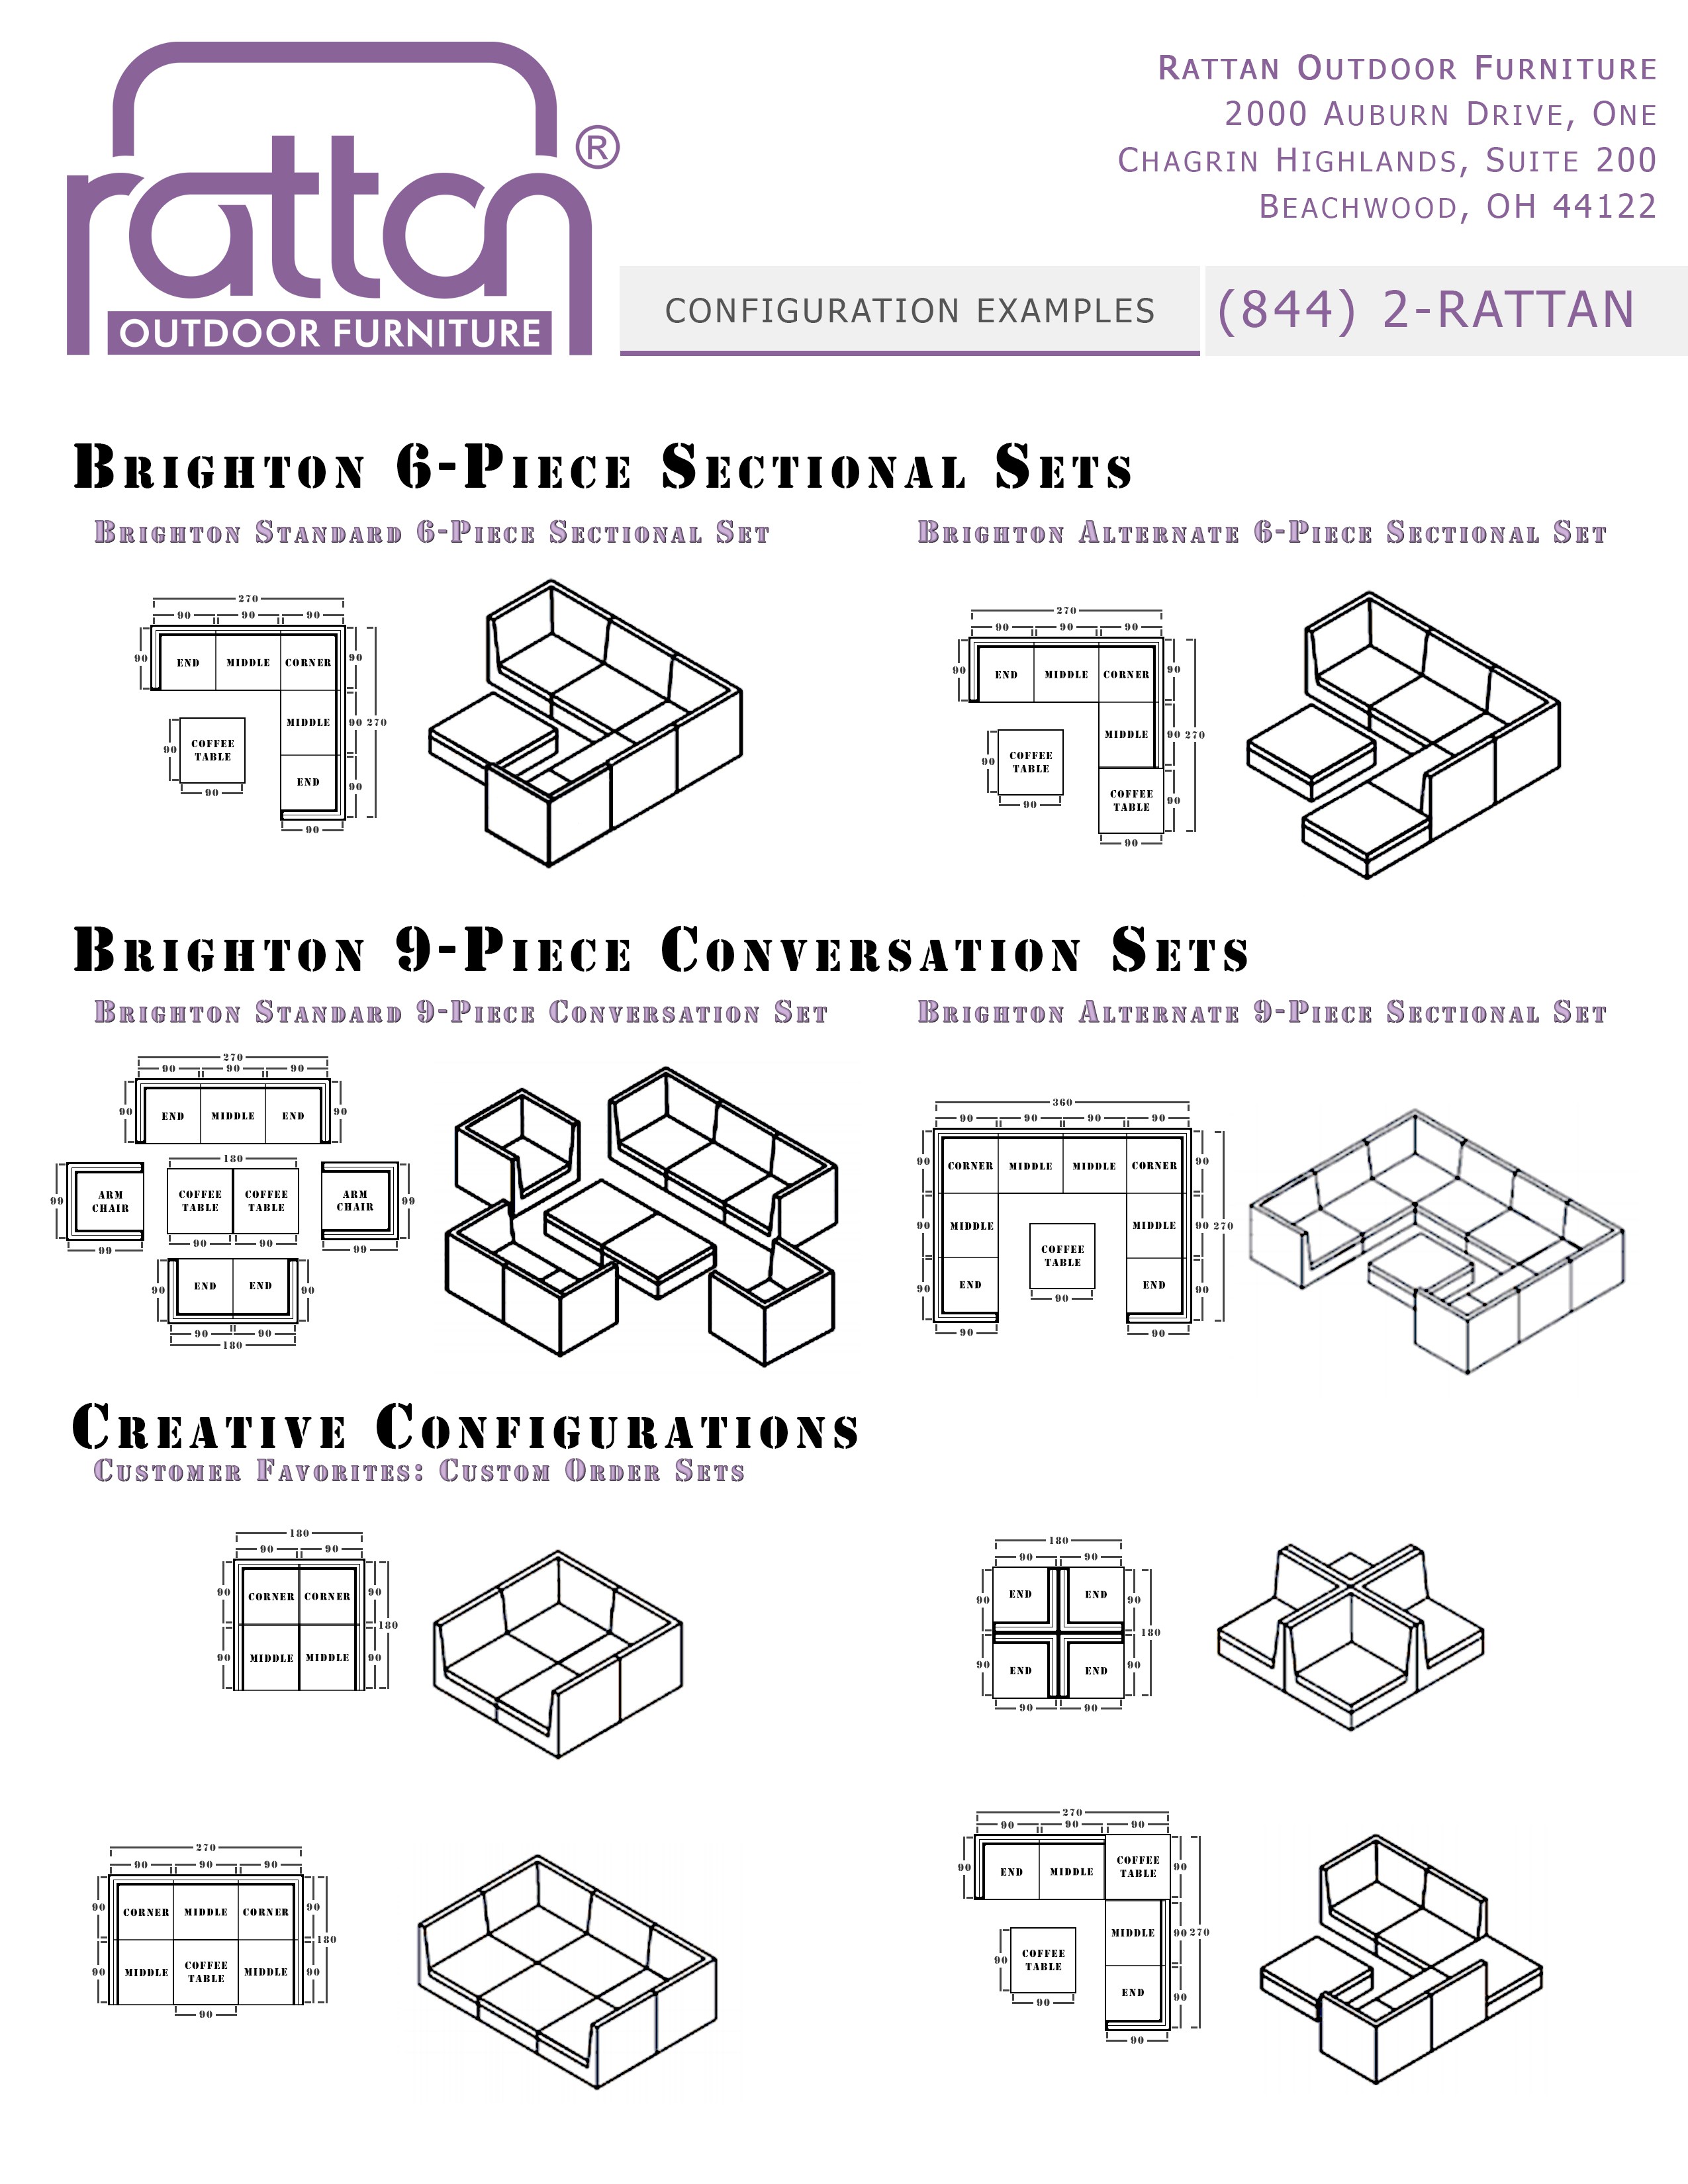 rattan®
OUTDOOR FURNITURE
RATTAN OUTDOOR FURNITURE
2000 AUBURN DRIVE, ONE
CHAGRIN HIGHLANDS, SUITE 200
BEACHWOOD, OH 44122
CONFIGURATION EXAMPLES
(844) 2-RATTAN
BRIGHTON 6-PIECE SECTIONAL SETS
BRIGHTON STANDARD 6-PIECE SECTIONAL SET
270
90 90 90
90 END MIDDLE CORNER 90
MIDDLE 90 270
90 COFFEE TABLE
END 90
90
90
BRIGHTON ALTERNATE 6-PIECE SECTIONAL SET
270
90 90 90
90 END MIDDLE CORNER 90
MIDDLE 90 270
90 COFFEE TABLE
COFFEE TABLE 90
90
90
BRIGHTON 9-PIECE CONVERSATION SETS
BRIGHTON STANDARD 9-PIECE CONVERSATION SET
270
90 90 90
90 END MIDDLE END 90
180
99 ARM CHAIR COFFEE TABLE COFFEE TABLE ARM CHAIR 99
99 90 90 99
90 END END 90
90 90
180
BRIGHTON ALTERNATE 9-PIECE SECTIONAL SET
360
90 90 90 90
90 CORNER MIDDLE MIDDLE CORNER 90
90 MIDDLE MIDDLE 90 270
COFFEE TABLE
90 END END 90
90
90 90
CREATIVE CONFIGURATIONS
CUSTOMER FAVORITES: CUSTOM ORDER SETS
180
90 90
90 CORNER CORNER 90
180
90 MIDDLE MIDDLE 90
180
90 90
90 END END 90
180
90 END END 90
90 90
270
90 90 90
90 CORNER MIDDLE CORNER 90
180
90 MIDDLE COFFEE TABLE MIDDLE 90
90
270
90 90 90
90 END MIDDLE COFFEE TABLE 90
MIDDLE 90 270
90 COFFEE TABLE
END 90
90
90